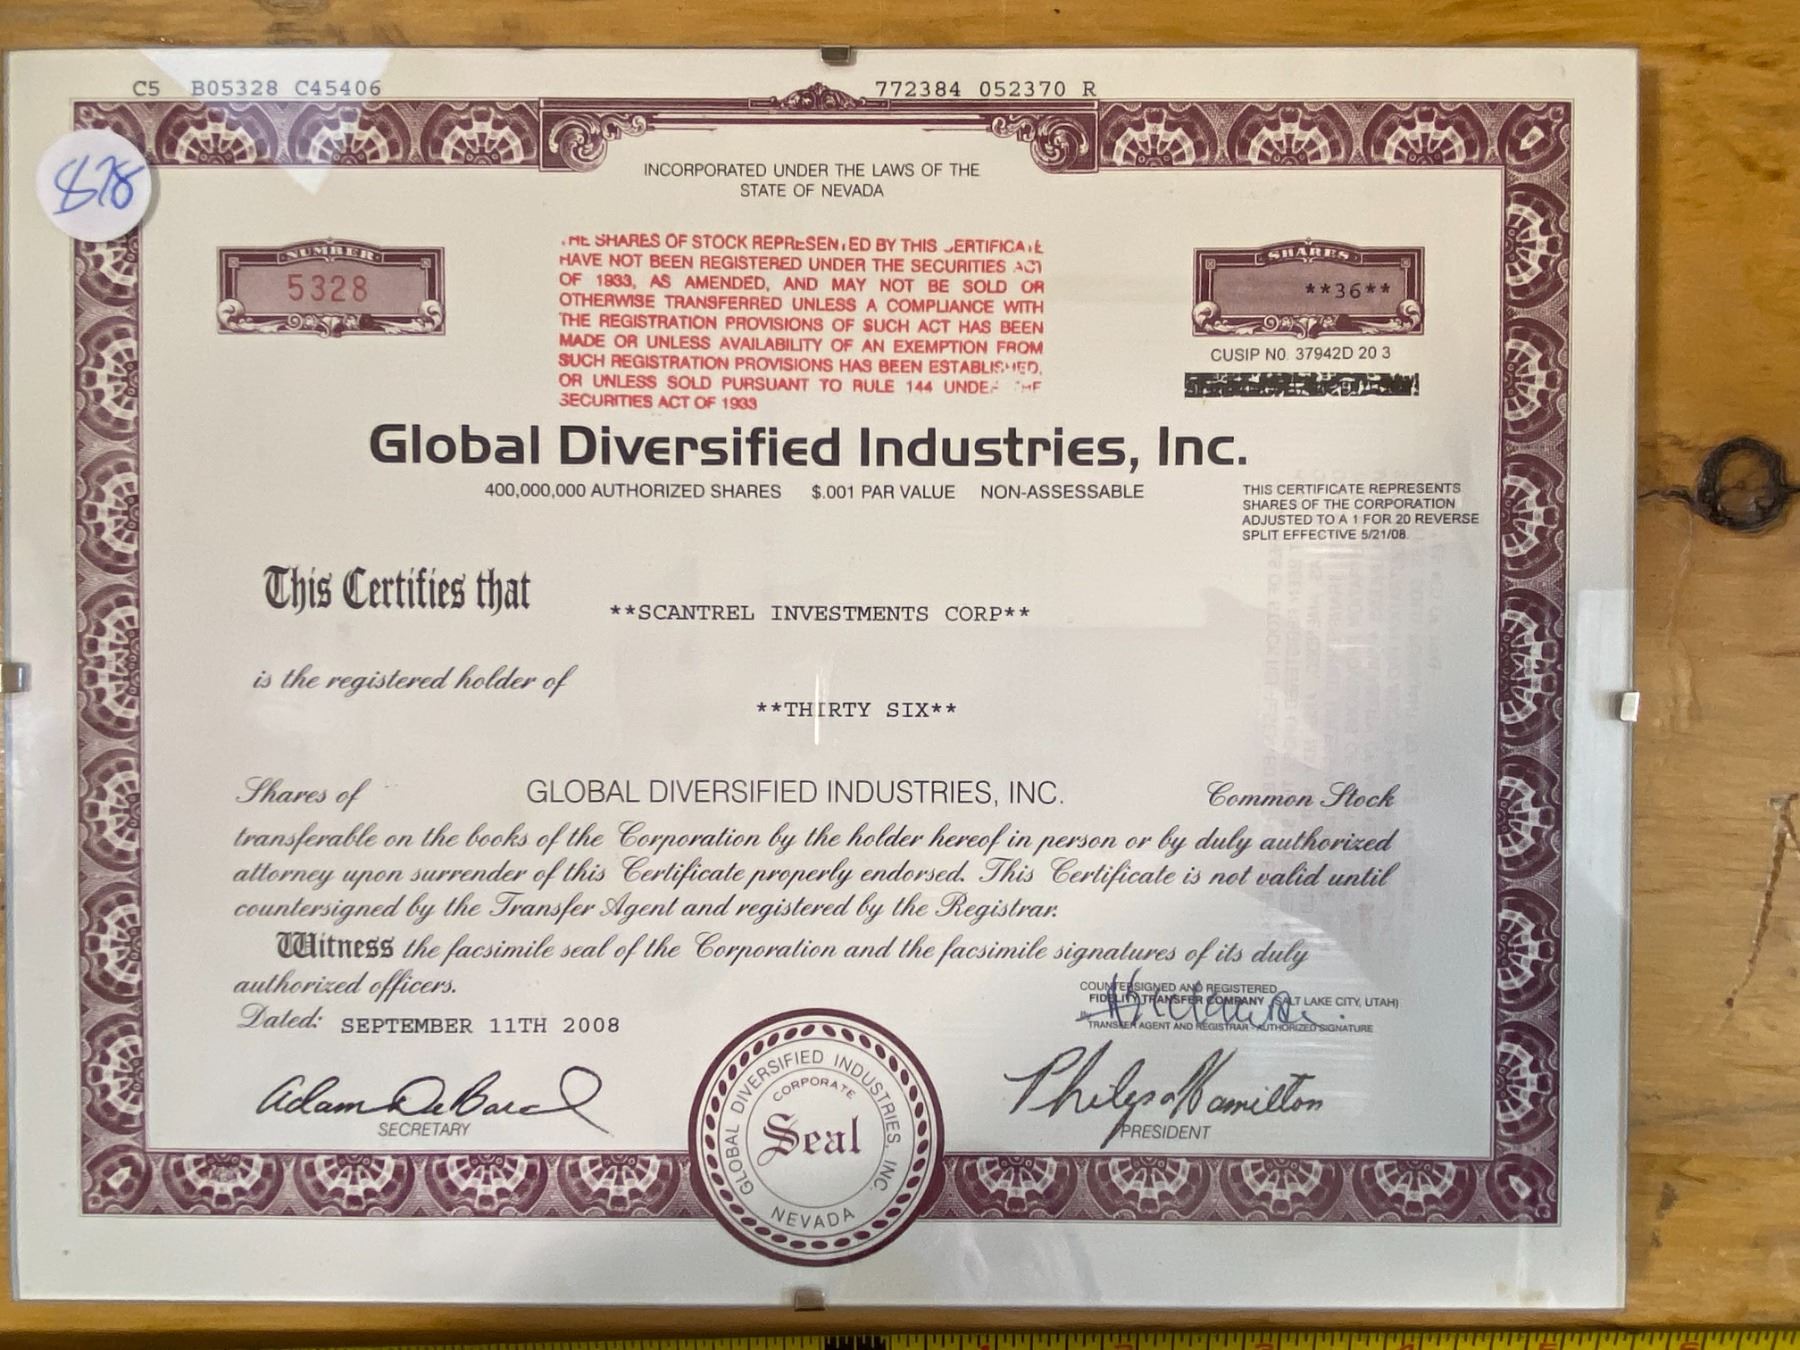 C5 B05328 C45406
772384 052370 R
878
INCORPORATED UNDER THE LAWS OF THE
STATE OF NEVADA
NUMBER
5328
THE SHARES OF STOCK REPRESENTED BY THIS CERTIFICATE
HAVE NOT BEEN REGISTERED UNDER THE SECURITIES ACT
OF 1933, AS AMENDED, AND MAY NOT BE SOLD OR
OTHERWISE TRANSFERRED UNLESS A COMPLIANCE WITH
THE REGISTRATION PROVISIONS OF SUCH ACT HAS BEEN
MADE OR UNLESS AVAILABILITY OF AN EXEMPTION FROM
SUCH REGISTRATION PROVISIONS HAS BEEN ESTABLISHED,
OR UNLESS SOLD PURSUANT TO RULE 144 UNDER THE
SECURITIES ACT OF 1933
SHARES
**36**
CUSIP NO. 37942D 20 3
Global Diversified Industries, Inc.
400,000,000 AUTHORIZED SHARES $.001 PAR VALUE NON-ASSESSABLE
THIS CERTIFICATE REPRESENTS
SHARES OF THE CORPORATION
ADJUSTED TO A 1 FOR 20 REVERSE
SPLIT EFFECTIVE 5/21/08.
This Certifies that
**SCANTREL INVESTMENTS CORP**
is the registered holder of
**THIRTY SIX**
Shares of GLOBAL DIVERSIFIED INDUSTRIES, INC. Common Stock
transferable on the books of the Corporation by the holder hereof in person or by duly authorized
attorney upon surrender of this Certificate properly endorsed. This Certificate is not valid until
countersigned by the Transfer Agent and registered by the Registrar.
Witness the facsimile seal of the Corporation and the facsimile signatures of its duly
authorized officers.
Dated: SEPTEMBER 11TH 2008
COUNTERSIGNED AND REGISTERED
FIDELITY TRANSFER COMPANY (SALT LAKE CITY, UTAH)
TRANSFER AGENT AND REGISTRAR - AUTHORIZED SIGNATURE
Adam DeBard
SECRETARY
GLOBAL DIVERSIFIED INDUSTRIES, INC.
CORPORATE
Seal
NEVADA
Philip Hamilton
PRESIDENT
2
3
4
5
6